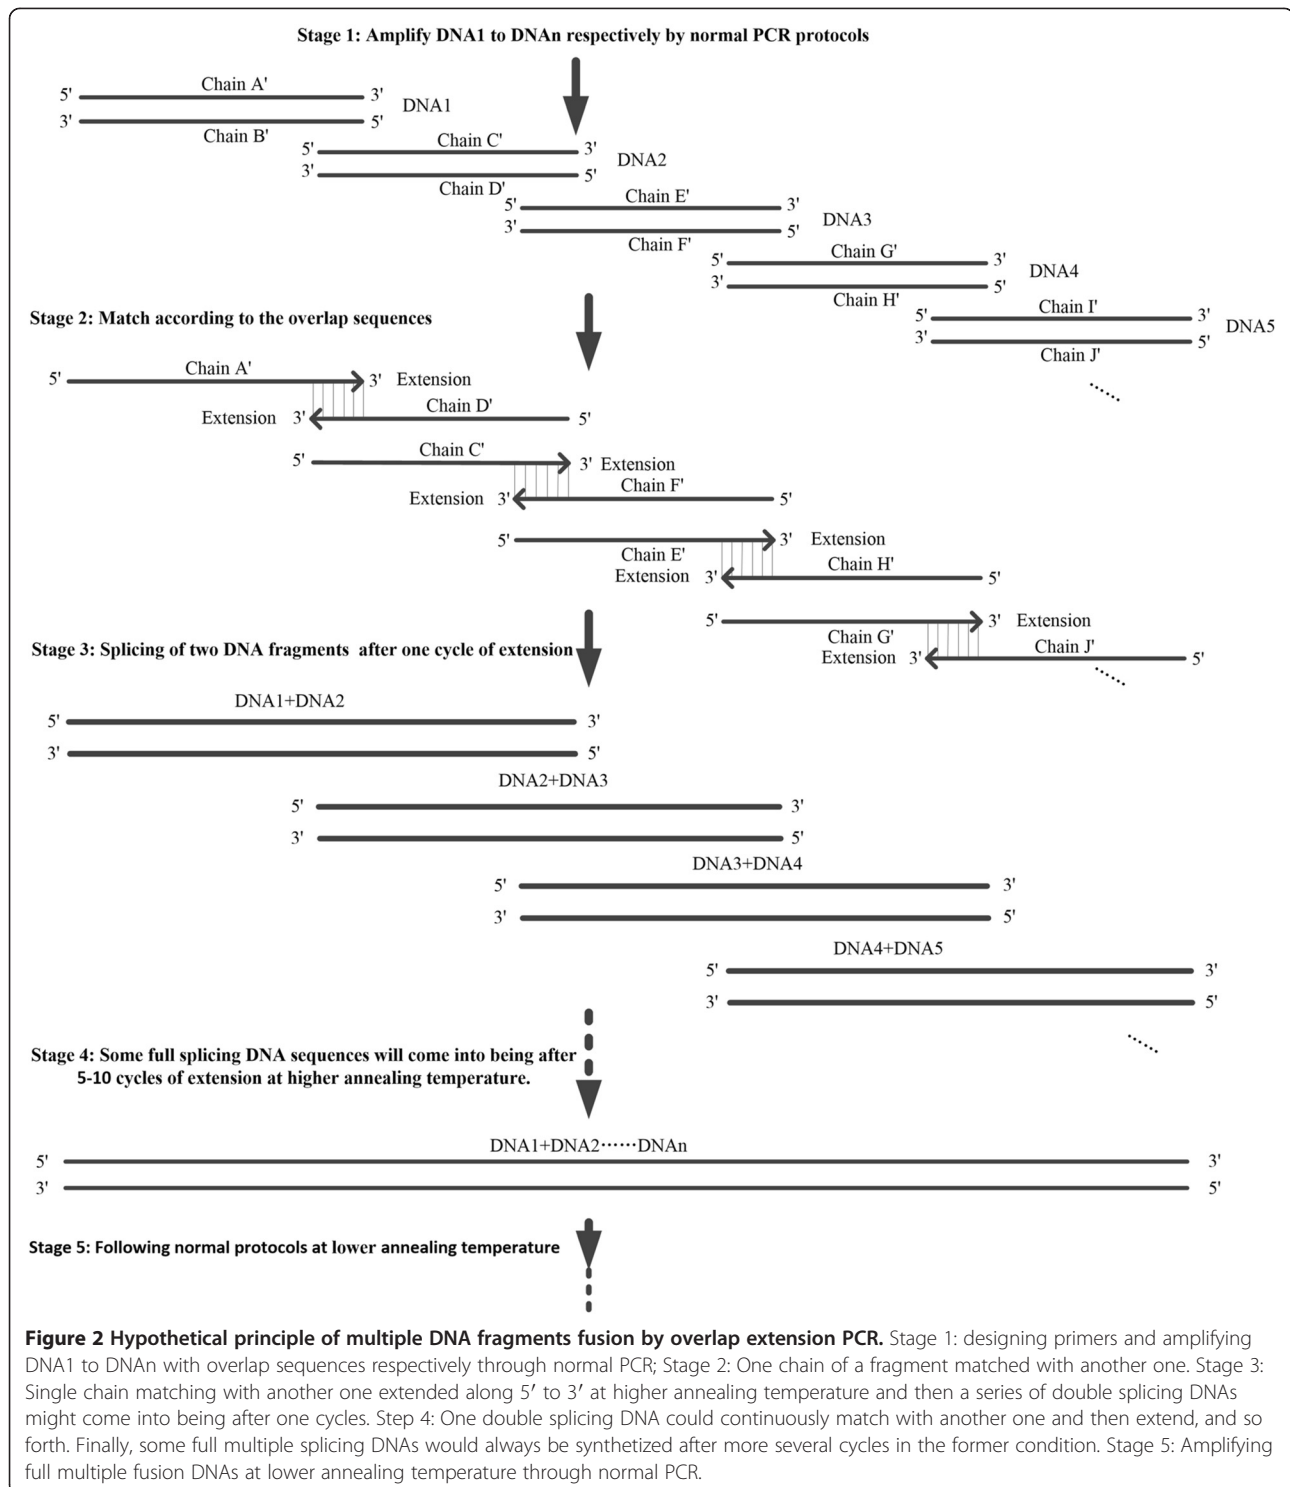 Stage 1: Amplify DNA1 to DNAn respectively by normal PCR protocols
Chain A'
5' 3'
DNA1
3' 5'
Chain B'
Chain C'
5' 3'
DNA2
3' 5'
Chain D'
Chain E'
5' 3'
DNA3
3' 5'
Chain F'
Chain G'
5' 3'
DNA4
3' 5'
Chain H'
Chain I'
5' 3'
DNA5
3' 5'
Chain J'
......
Stage 2: Match according to the overlap sequences
Chain A'
5' 3' Extension
Extension 3' Chain D' 5'
Chain C'
5' 3' Extension
Extension 3' Chain F' 5'
5' 3' Extension
Chain E'
Extension 3' Chain H' 5'
5' 3' Extension
Chain G'
Extension 3' Chain J' 5'
......
Stage 3: Splicing of two DNA fragments after one cycle of extension
DNA1+DNA2
5' 3'
3' 5'
DNA2+DNA3
5' 3'
3' 5'
DNA3+DNA4
5' 3'
3' 5'
DNA4+DNA5
5' 3'
3' 5'
......
Stage 4: Some full splicing DNA sequences will come into being after
5-10 cycles of extension at higher annealing temperature.
DNA1+DNA2······DNAn
5' 3'
3' 5'
Stage 5: Following normal protocols at lower annealing temperature
Figure 2 Hypothetical principle of multiple DNA fragments fusion by overlap extension PCR. Stage 1: designing primers and amplifying
DNA1 to DNAn with overlap sequences respectively through normal PCR; Stage 2: One chain of a fragment matched with another one. Stage 3:
Single chain matching with another one extended along 5′ to 3′ at higher annealing temperature and then a series of double splicing DNAs
might come into being after one cycles. Step 4: One double splicing DNA could continuously match with another one and then extend, and so
forth. Finally, some full multiple splicing DNAs would always be synthetized after more several cycles in the former condition. Stage 5: Amplifying
full multiple fusion DNAs at lower annealing temperature through normal PCR.